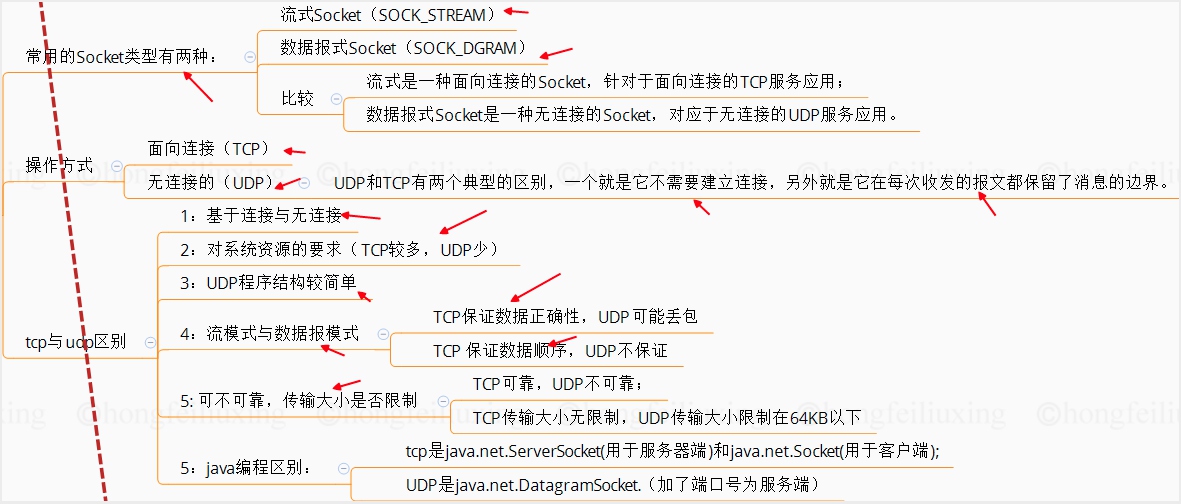 流式Socket（SOCK_STREAM）
常用的Socket类型有两种：
数据报式Socket（SOCK_DGRAM）
流式是一种面向连接的Socket，针对于面向连接的TCP服务应用；
比较
数据报式Socket是一种无连接的Socket，对应于无连接的UDP服务应用。
面向连接（TCP）
操作方式
无连接的（UDP）
UDP和TCP有两个典型的区别，一个就是它不需要建立连接，另外就是它在每次收发的报文都保留了消息的边界。
1：基于连接与无连接
2：对系统资源的要求（TCP较多，UDP少）
3：UDP程序结构较简单
TCP保证数据正确性，UDP可能丢包
4：流模式与数据报模式
tcp与udp区别
TCP 保证数据顺序，UDP不保证
TCP可靠，UDP不可靠；
5: 可不可靠，传输大小是否限制
TCP传输大小无限制，UDP传输大小限制在64KB以下
tcp是java.net.ServerSocket(用于服务器端)和java.net.Socket(用于客户端);
5：java编程区别：
UDP是java.net.DatagramSocket.（加了端口号为服务端）
©hongfeiliuxing